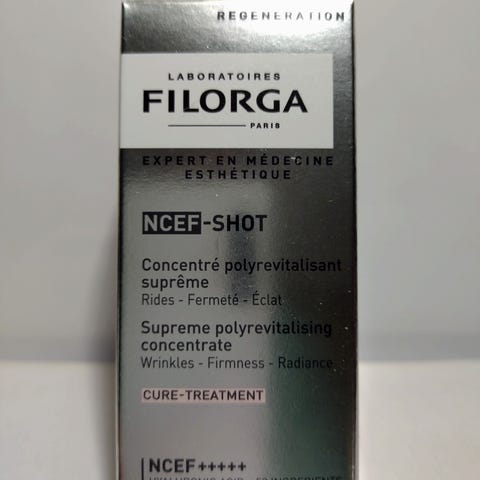 REGENERATION
LABORATOIRES
FILORGA
PARIS
EXPERT EN MÉDECINE
ESTHÉTIQUE
NCEF-SHOT
Concentré polyrevitalisant
suprême
Rides - Fermeté - Éclat
Supreme polyrevitalising
concentrate
Wrinkles - Firmness - Radiance
CURE-TREATMENT
NCEF+++++